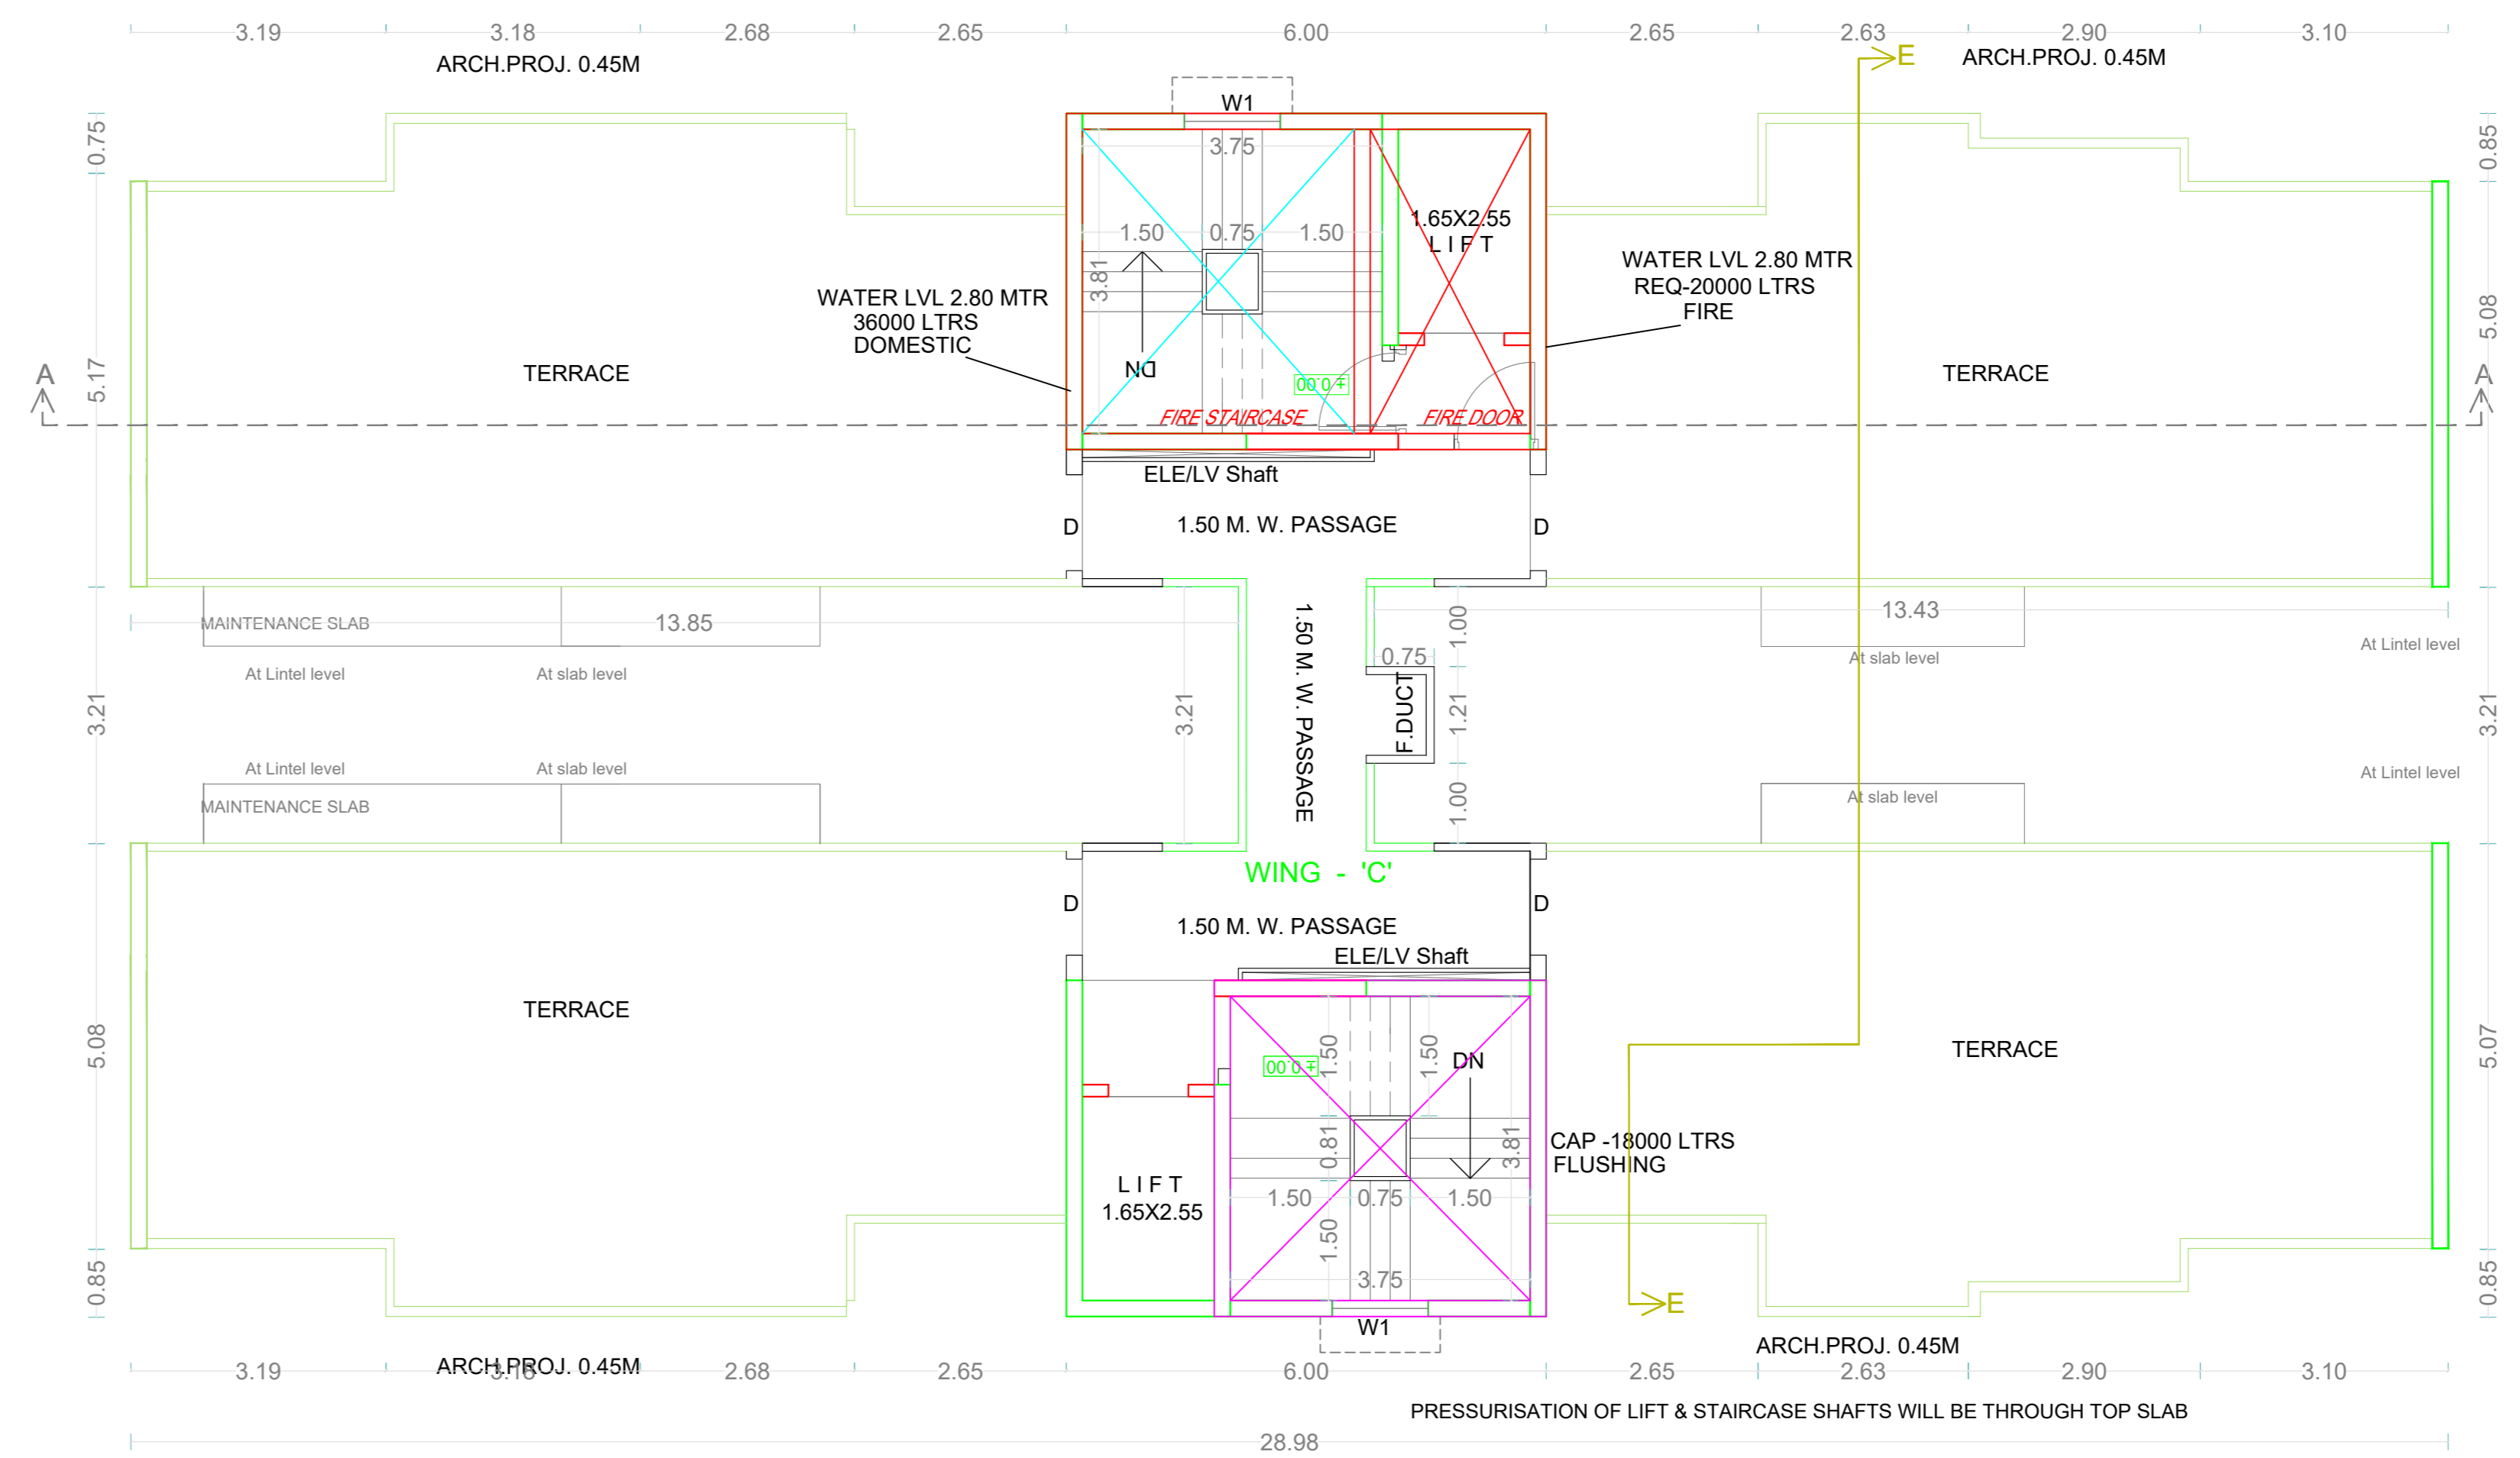 3.19 3.18 2.68 2.65 6.00 2.65 2.63 2.90 3.10
ARCH.PROJ. 0.45M
E
ARCH.PROJ. 0.45M
W1
0.75
0.85
3.75
1.50 0.75 1.50
1.65X2.55
L I F T
3.81
WATER LVL 2.80 MTR
36000 LTRS
DOMESTIC
WATER LVL 2.80 MTR
REQ-20000 LTRS
FIRE
5.17
5.08
A
TERRACE
DN
± 0.00
TERRACE
A
FIRE STAIRCASE
FIRE DOOR
ELE/LV Shaft
D
1.50 M. W. PASSAGE
D
MAINTENANCE SLAB
13.85
1.00
13.43
At Lintel level
At slab level
0.75
At slab level
At Lintel level
3.21
3.21
1.50 M. W. PASSAGE
F.DUCT
1.21
3.21
At Lintel level
At slab level
At slab level
At Lintel level
MAINTENANCE SLAB
1.00
WING - 'C'
D
1.50 M. W. PASSAGE
D
ELE/LV Shaft
TERRACE
5.08
± 0.00
1.50
1.50
DN
TERRACE
5.07
0.81
3.81
CAP -18000 LTRS
FLUSHING
L I F T
1.65X2.55
1.50 0.75 1.50
1.50
0.85
3.75
0.85
E
W1
ARCH.PROJ. 0.45M
ARCH.PROJ. 0.45M
3.19 3.18 2.68 2.65 6.00 2.65 2.63 2.90 3.10
PRESSURISATION OF LIFT & STAIRCASE SHAFTS WILL BE THROUGH TOP SLAB
28.98